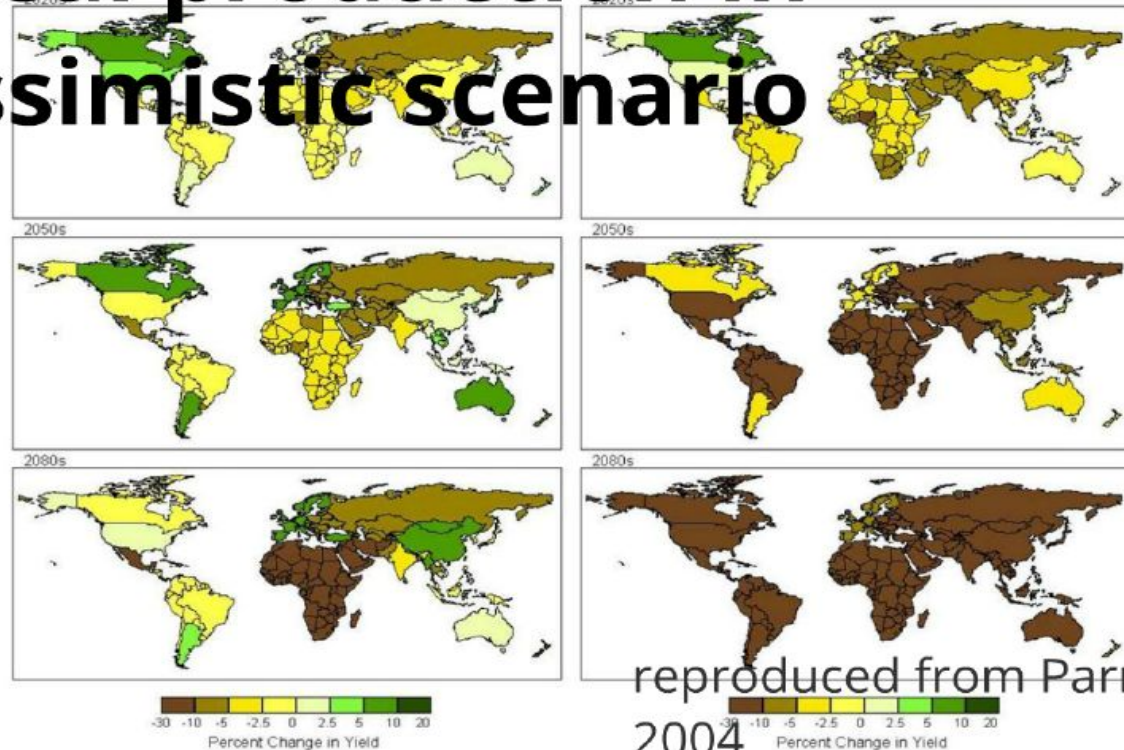 ssimistic scenario
2020s
2020s
2050s
2050s
2080s
2080s
reproduced from
2004
-30 -10 -5 -2.5 0 2.5 5 10 20
Percent Change in Yield
-30 -10 -5 -2.5 0 2.5 5 10 20
Percent Change in Yield